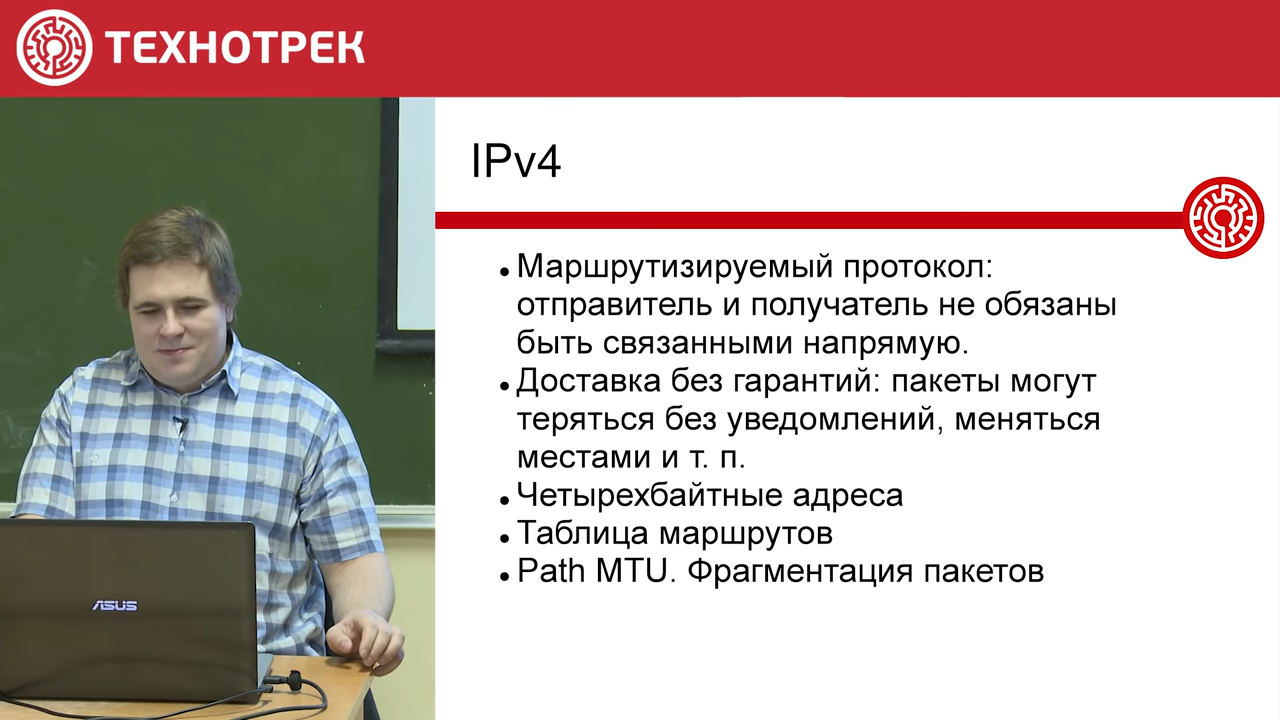 ТЕХНОТРЕК
IPv4
Маршрутизируемый протокол:
отправитель и получатель не обязаны
быть связанными напрямую.
Доставка без гарантий: пакеты могут
теряться без уведомлений, меняться
местами и т. п.
Четырехбайтные адреса
Таблица маршрутов
Path MTU. Фрагментация пакетов
ASUS